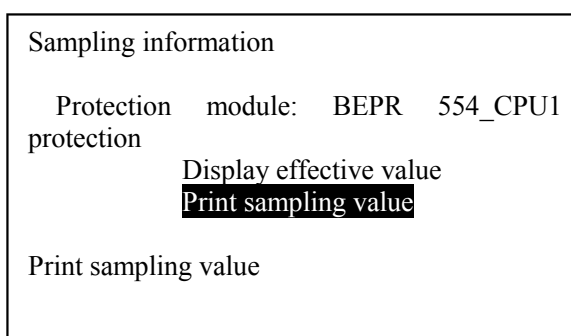 Sampling information
Protection module: BEPR 554_CPU1
protection
Display effective value
Print sampling value
Print sampling value